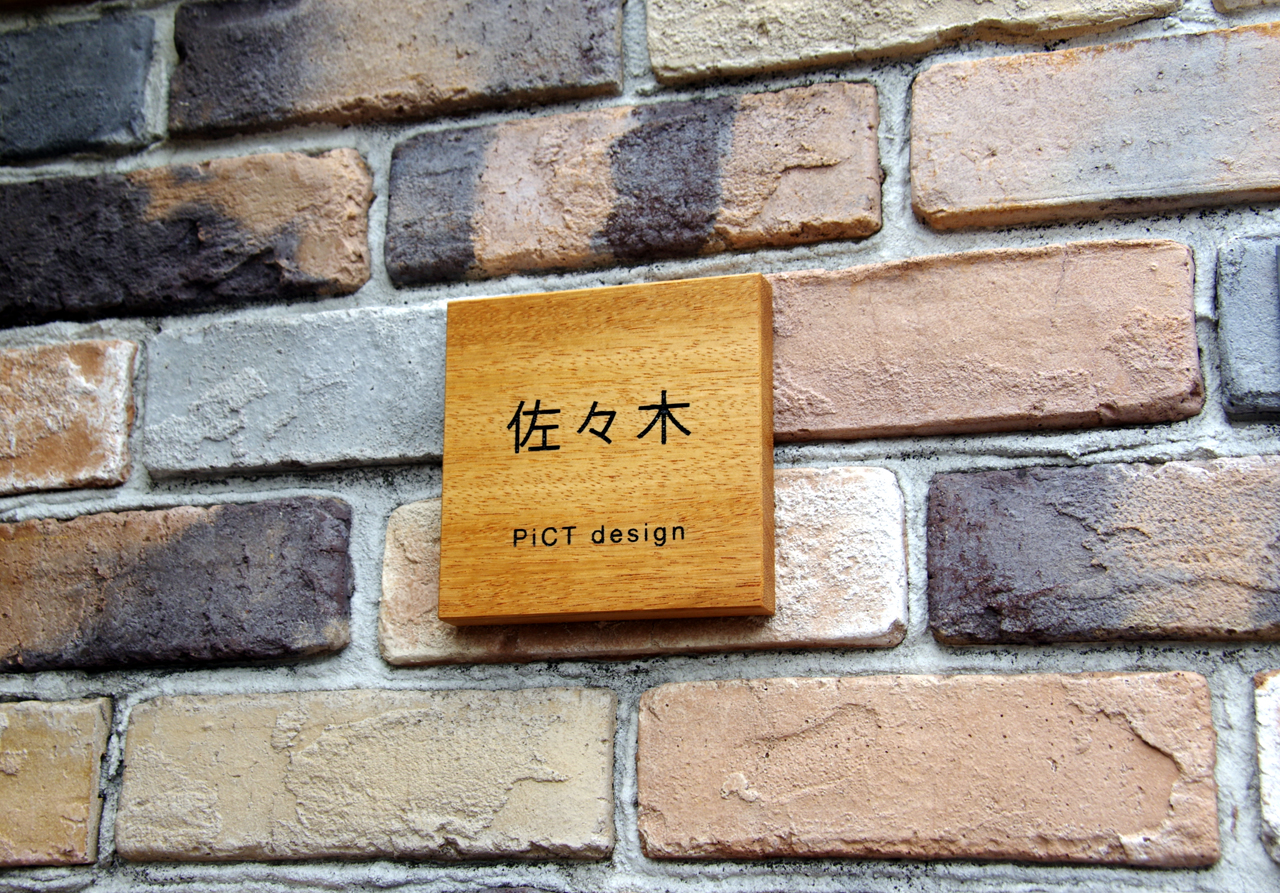 佐々木
PiCT design